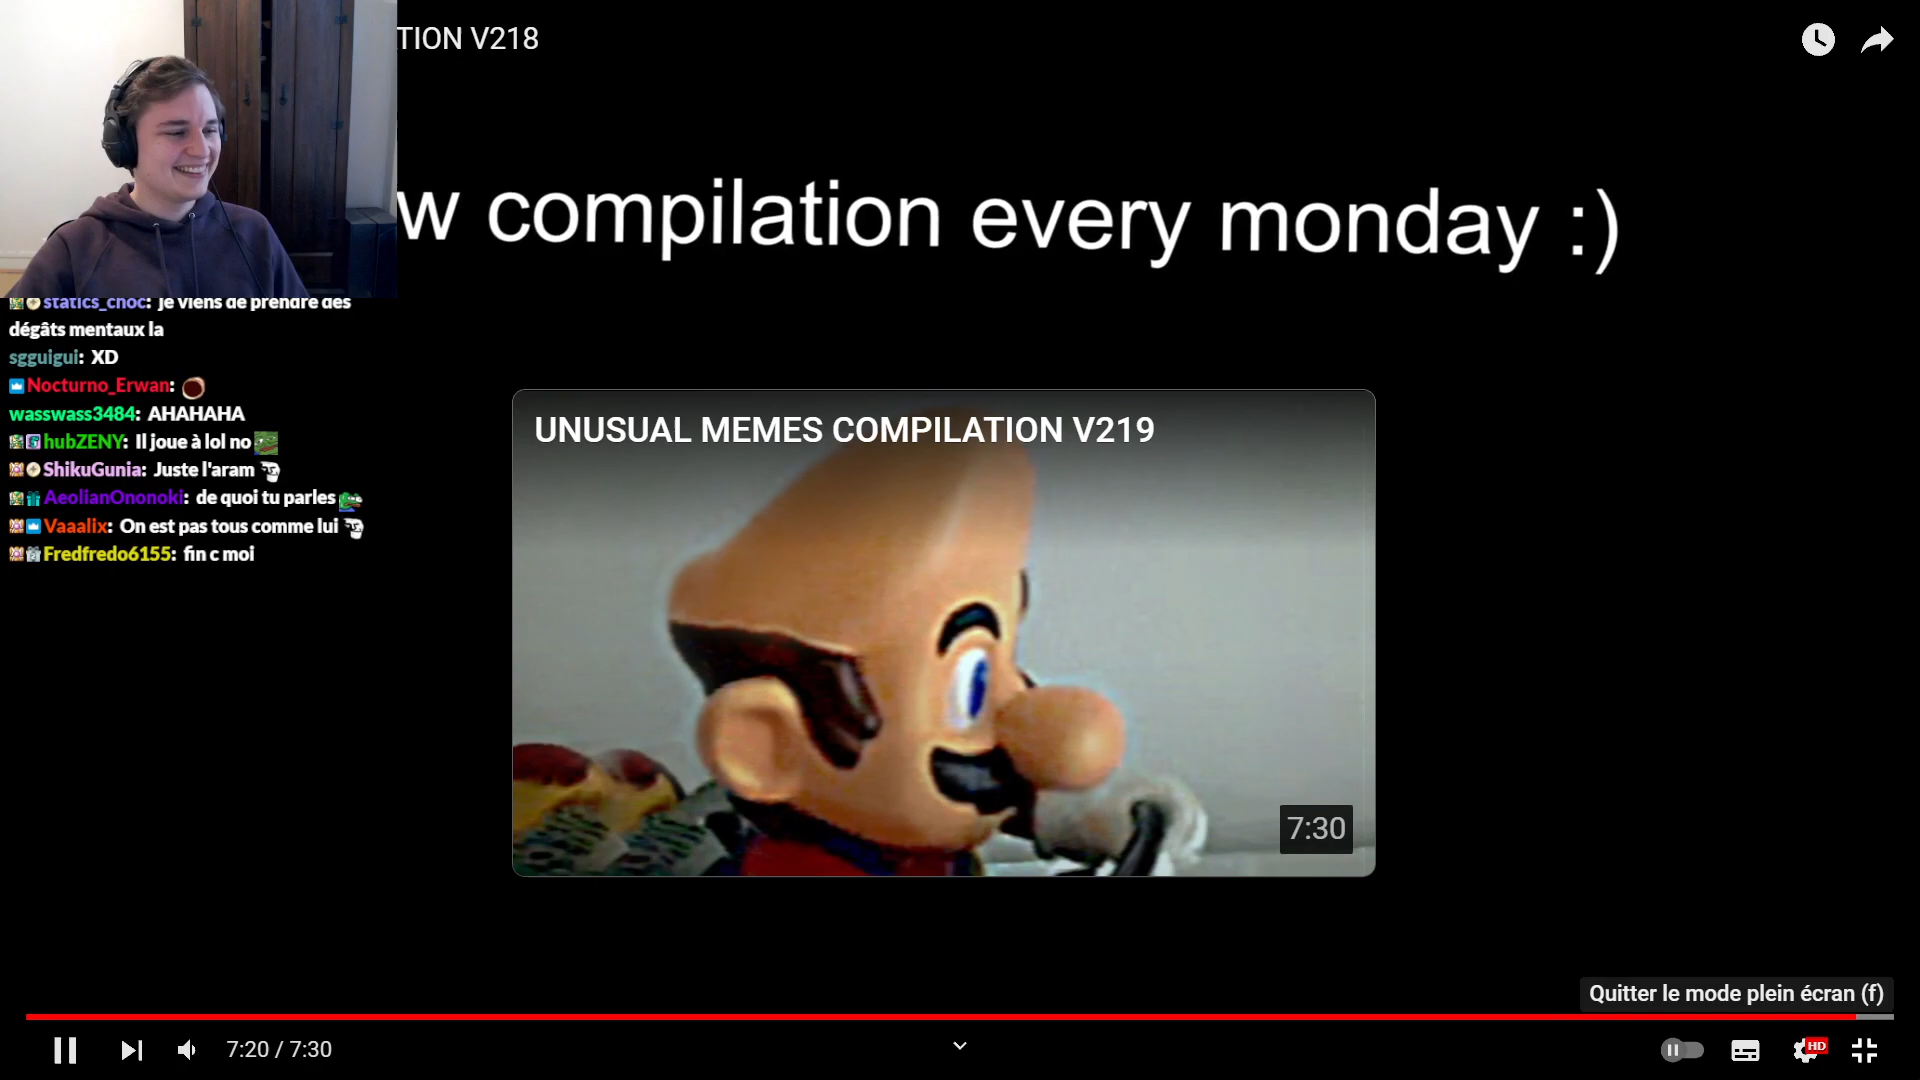 TION V218
w compilation every monday :)
statics_choc: je viens de prendre des
dégâts mentaux la
sgguigui: XD
Nocturno_Erwan:
wasswass3484: AHAHAHA
hubZENY: Il joue à lol no
ShikuGunia: Juste l'aram
AeolianOnonoki: de quoi tu parles
Vaaalix: On est pas tous comme lui
Fredfredo6155: fin c moi
UNUSUAL MEMES COMPILATION V219
7:30
Quitter le mode plein écran (f)
7:20 / 7:30
HD